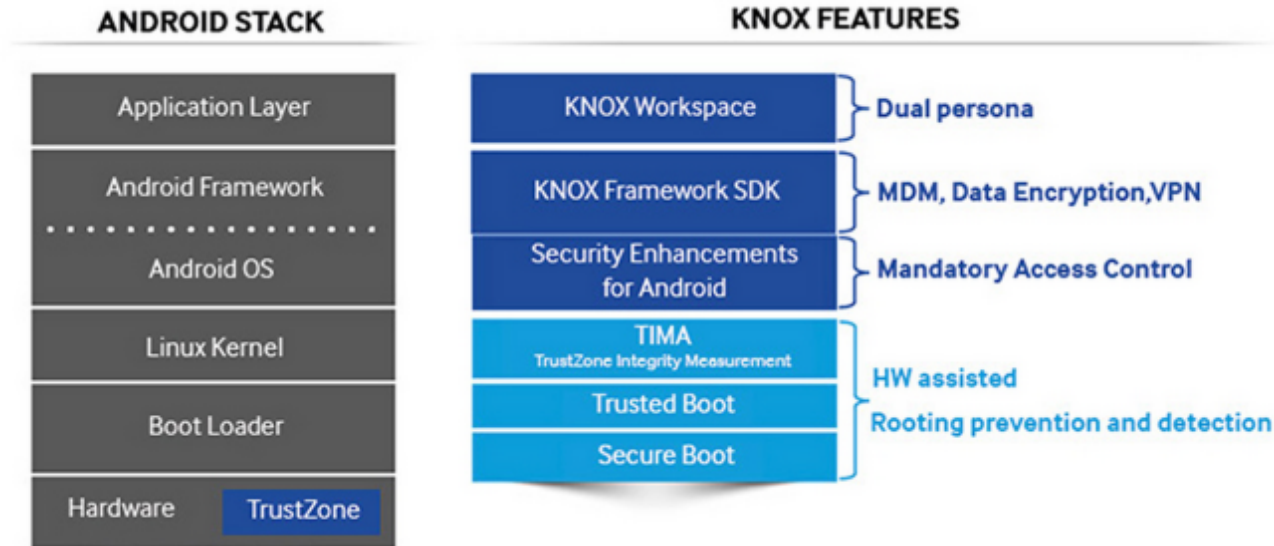 ANDROID STACK
Application Layer
Android Framework
Android OS
Linux Kernel
Boot Loader
Hardware
TrustZone
KNOX FEATURES
KNOX Workspace
Dual persona
KNOX Framework SDK
MDM, Data Encryption,VPN
Security Enhancements
for Android
Mandatory Access Control
TIMA
TrustZone Integrity Measurement
Trusted Boot
Secure Boot
HW assisted
Rooting prevention and detection